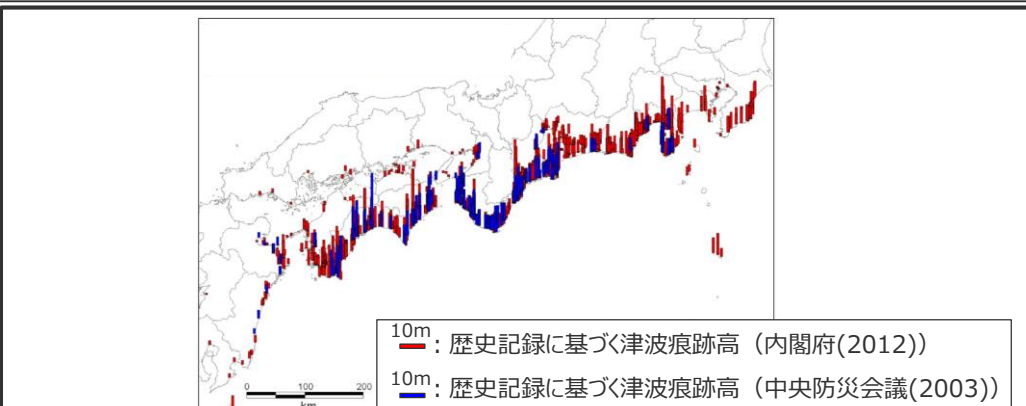 0 100 200
km
10m : 歴史記録に基づく津波痕跡高（内閣府(2012)）
10m : 歴史記録に基づく津波痕跡高（中央防災会議(2003)）